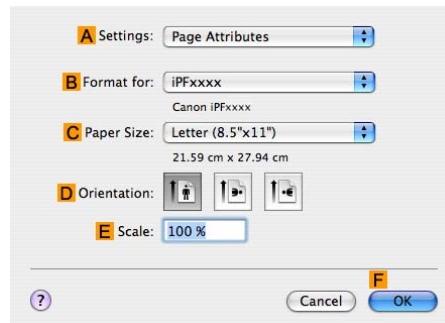 A Settings: Page Attributes
B Format for: iPFxxxx
Canon iPFxxxx
C Paper Size: Letter (8.5"x11")
21.59 cm x 27.94 cm
D Orientation:
E Scale: 100 %
F
? Cancel OK